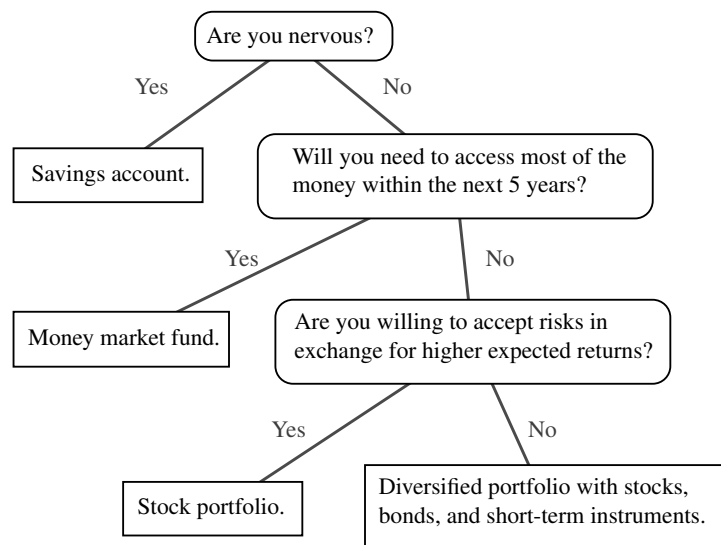 Are you nervous?
Yes
No
Savings account.
Will you need to access most of the
money within the next 5 years?
Yes
No
Money market fund.
Are you willing to accept risks in
exchange for higher expected returns?
Yes
No
Stock portfolio.
Diversified portfolio with stocks,
bonds, and short-term instruments.